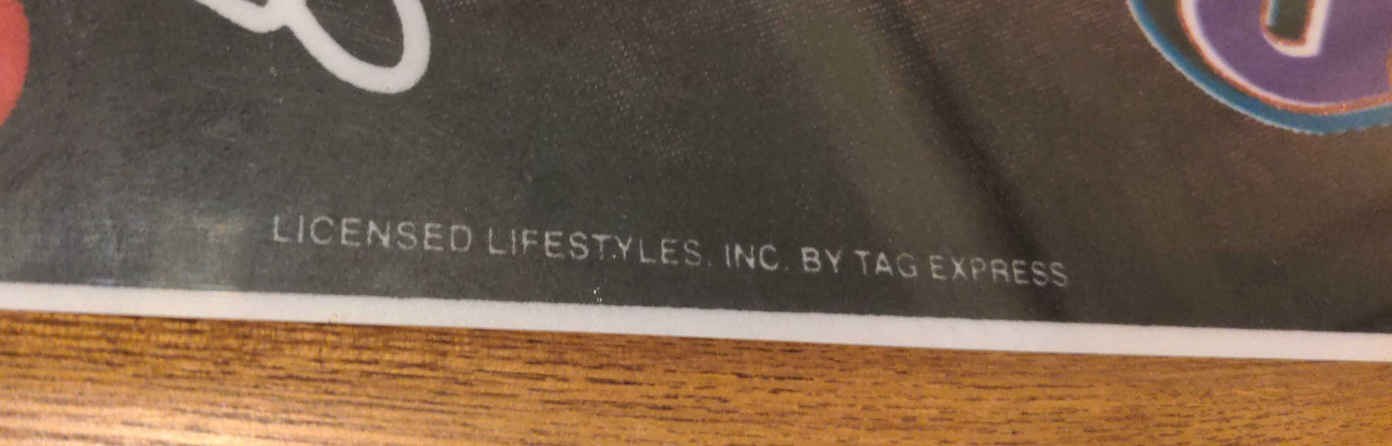 LICENSED LIFESTYLES, INC. BY TAG EXPRESS